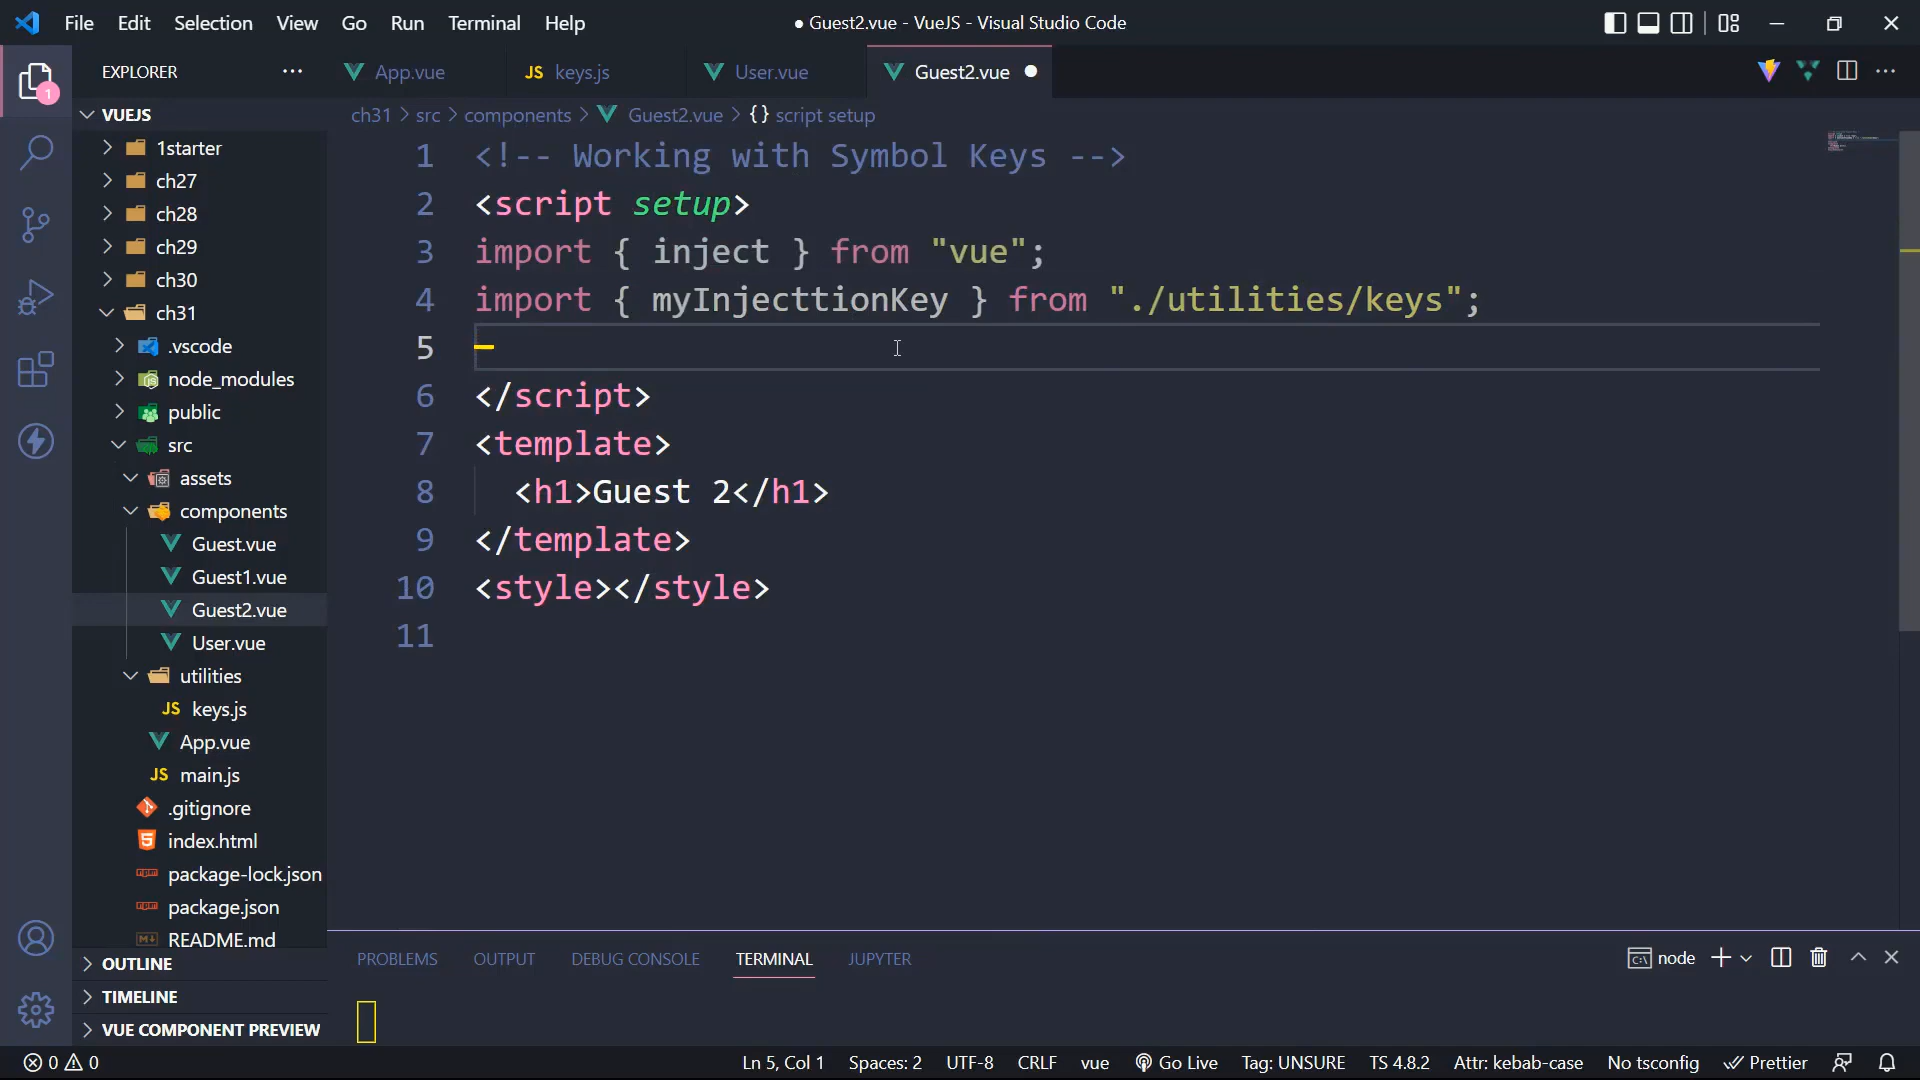 File Edit Selection View Go Run Terminal Help
● Guest2.vue - VueJS - Visual Studio Code
EXPLORER
App.vue
JS keys.js
User.vue
Guest2.vue
1
VUEJS
1starter
ch27
ch28
ch29
ch30
ch31
.vscode
node_modules
public
src
assets
components
Guest.vue
Guest1.vue
Guest2.vue
User.vue
utilities
JS keys.js
App.vue
JS main.js
.gitignore
index.html
package-lock.json
package.json
README.md
OUTLINE
TIMELINE
VUE COMPONENT PREVIEW
ch31 > src > components > Guest2.vue > {} script setup
1 <!-- Working with Symbol Keys -->
2 <script setup>
3 import { inject } from "vue";
4 import { myInjecttionKey } from "./utilities/keys";
5
6 </script>
7 <template>
8 <h1>Guest 2</h1>
9 </template>
10 <style></style>
11
PROBLEMS OUTPUT DEBUG CONSOLE TERMINAL JUPYTER
node
0 0
Ln 5, Col 1 Spaces: 2 UTF-8 CRLF vue Go Live Tag: UNSURE TS 4.8.2 Attr: kebab-case No tsconfig Prettier